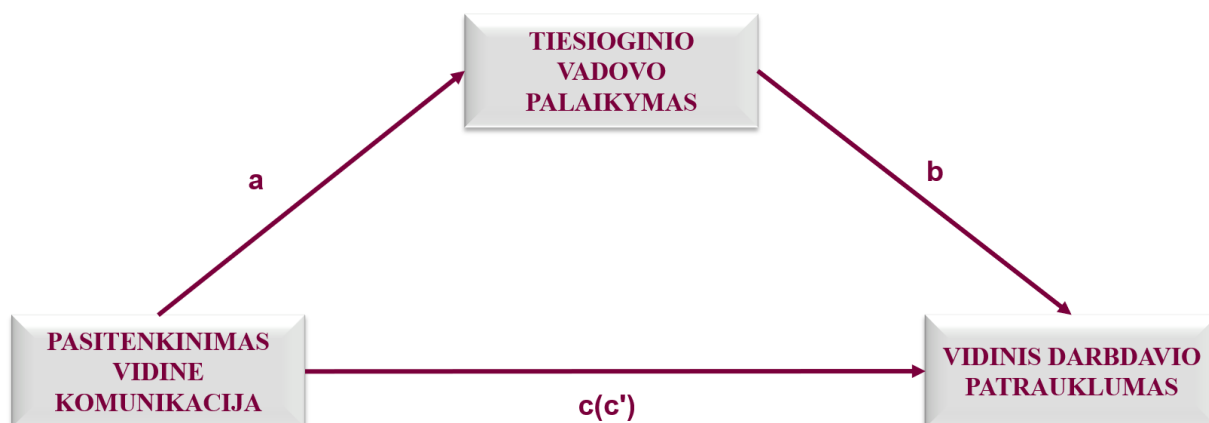 TIESIOGINIO
VADOVO
PALAIKYMAS
a
b
PASITENKINIMAS
VIDINE
KOMUNIKACIJA
VIDINIS DARBDAVIO
PATRAUKLUMAS
c(c')